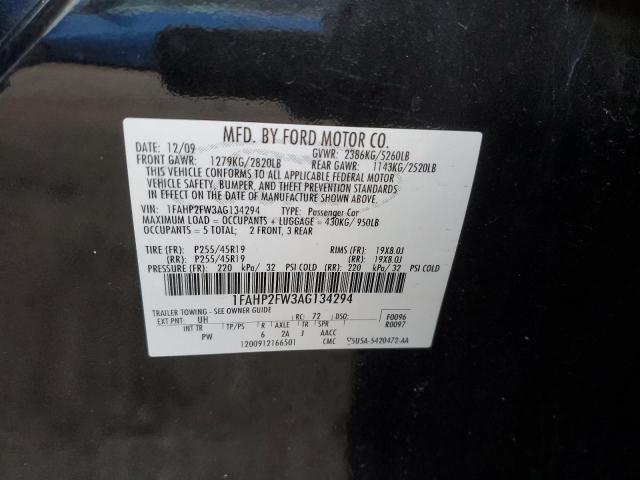 MFD. BY FORD MOTOR CO.
DATE: 12/09 GVWR: 2386KG/5260LB
FRONT GAWR: 1279KG/2820LB REAR GAWR: 1143KG/2520LB
THIS VEHICLE CONFORMS TO ALL APPLICABLE FEDERAL MOTOR
VEHICLE SAFETY, BUMPER, AND THEFT PREVENTION STANDARDS
IN EFFECT ON THE DATE OF MANUFACTURE SHOWN ABOVE.
VIN: 1FAHP2FW3AG134294 TYPE: Passenger Car
MAXIMUM LOAD = OCCUPANTS + LUGGAGE = 430KG/ 950LB
OCCUPANTS = 5 TOTAL: 2 FRONT, 3 REAR
TIRE (FR): P255/45R19 RIMS (FR): 19X8.0J
(RR): P255/45R19 (RR): 19X8.0J
PRESSURE (FR): 220 kPa/ 32 PSI COLD (RR): 220 kPa/ 32 PSI COLD
1FAHP2FW3AG134294
TRAILER TOWING - SEE OWNER GUIDE
EXT PNT: UH RC: 72 DSO: F0096
INT TR TP/PS R AXLE TR SPR R0097
PW 6 2A J AACC
1200912166501 CMC 5U5A-5420472-AA